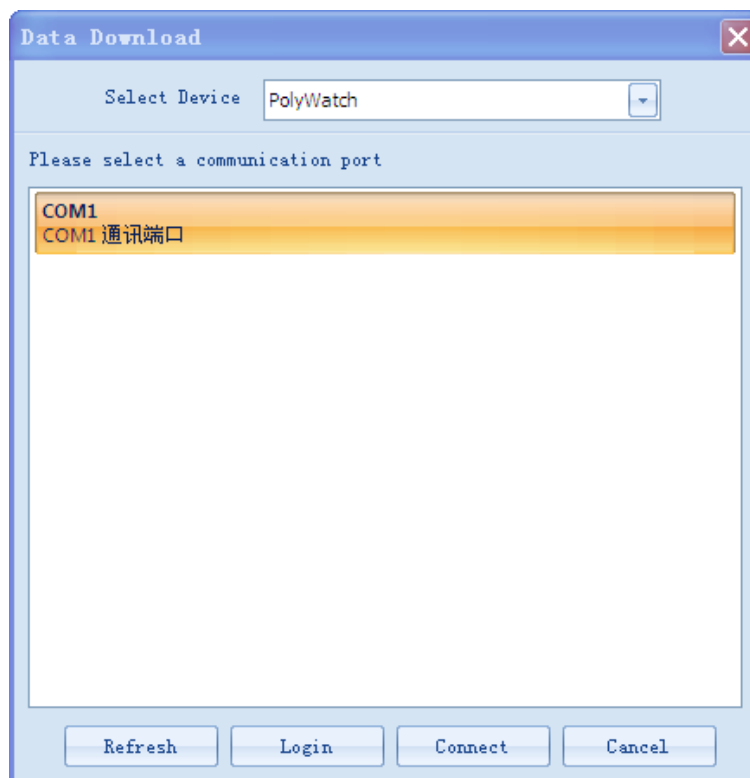 Data Download
Select Device PolyWatch
Please select a communication port
COM1
COM1 通讯端口
Refresh Login Connect Cancel